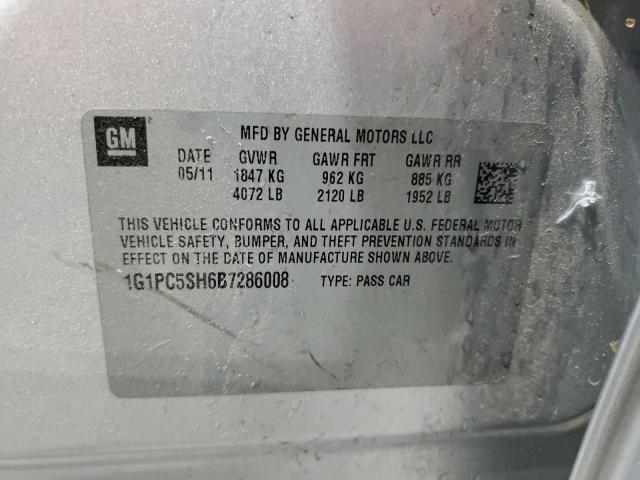 GM
MFD BY GENERAL MOTORS LLC
DATE GVWR GAWR FRT GAWR RR
05/11 1847 KG 962 KG 885 KG
4072 LB 2120 LB 1952 LB
THIS VEHICLE CONFORMS TO ALL APPLICABLE U.S. FEDERAL MOTOR
VEHICLE SAFETY, BUMPER, AND THEFT PREVENTION STANDARDS IN
EFFECT ON THE DATE OF MANUFACTURE SHOWN ABOVE.
1G1PC5SH6B7286008 TYPE: PASS CAR